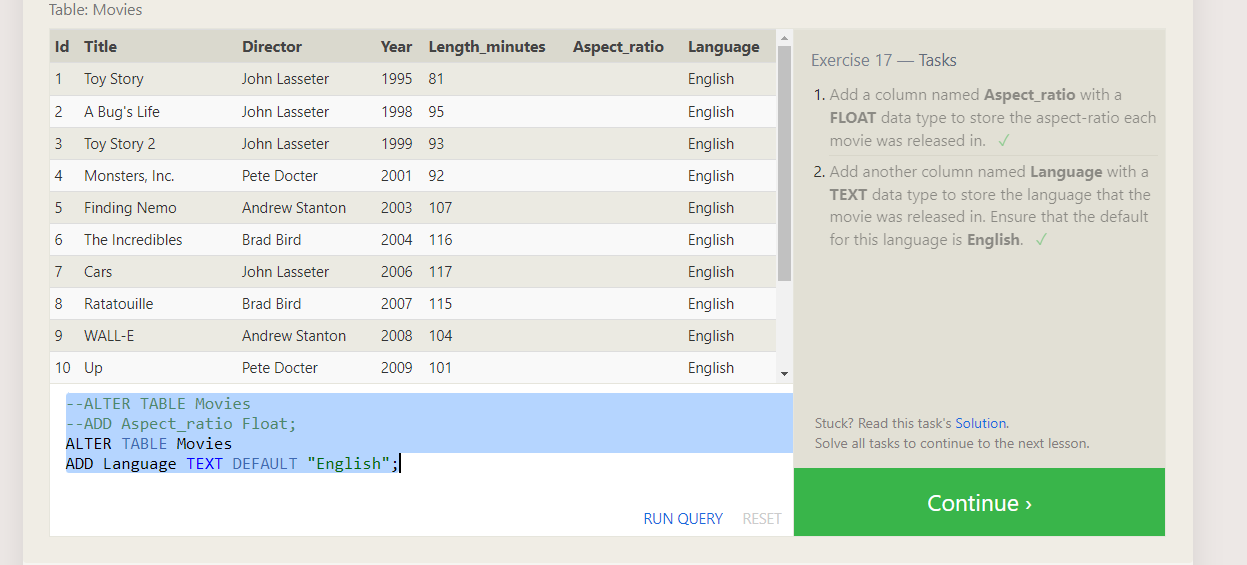 Table: Movies
Id Title Director Year Length_minutes Aspect_ratio Language
1 Toy Story John Lasseter 1995 81 English
2 A Bug's Life John Lasseter 1998 95 English
3 Toy Story 2 John Lasseter 1999 93 English
4 Monsters, Inc. Pete Docter 2001 92 English
5 Finding Nemo Andrew Stanton 2003 107 English
6 The Incredibles Brad Bird 2004 116 English
7 Cars John Lasseter 2006 117 English
8 Ratatouille Brad Bird 2007 115 English
9 WALL-E Andrew Stanton 2008 104 English
10 Up Pete Docter 2009 101 English
--ALTER TABLE Movies
--ADD Aspect_ratio Float;
ALTER TABLE Movies
ADD Language TEXT DEFAULT "English";
RUN QUERY RESET
Exercise 17 — Tasks
1. Add a column named Aspect_ratio with a
FLOAT data type to store the aspect-ratio each
movie was released in. ✓
2. Add another column named Language with a
TEXT data type to store the language that the
movie was released in. Ensure that the default
for this language is English. ✓
Stuck? Read this task's Solution.
Solve all tasks to continue to the next lesson.
Continue ›